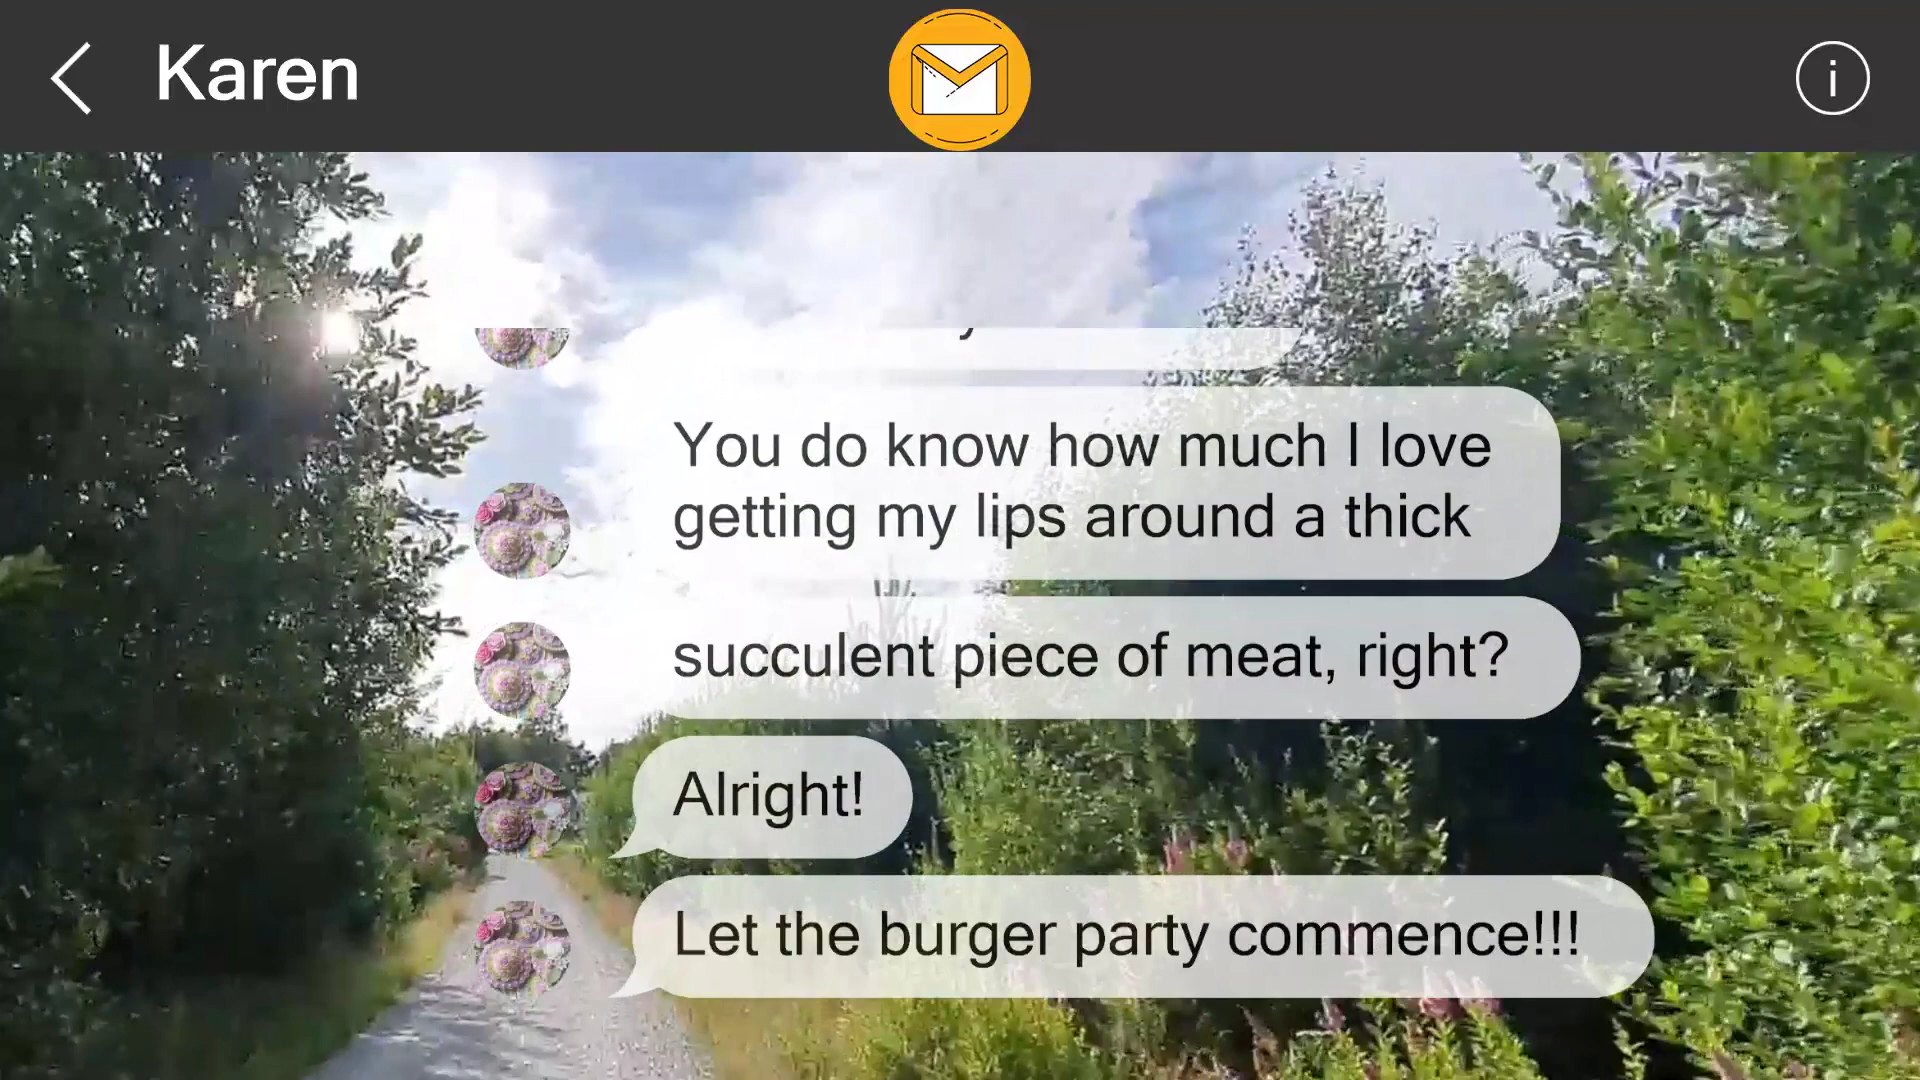 Karen
You do know how much I love
getting my lips around a thick
succulent piece of meat, right?
Alright!
Let the burger party commence!!!